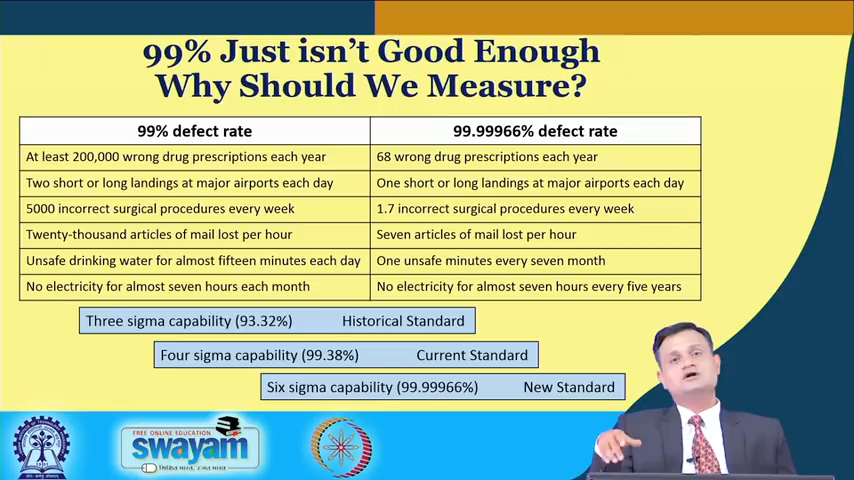 99% Just isn't Good Enough
Why Should We Measure?
99% defect rate
99.99966% defect rate
At least 200,000 wrong drug prescriptions each year
68 wrong drug prescriptions each year
Two short or long landings at major airports each day
One short or long landings at major airports each day
5000 incorrect surgical procedures every week
1.7 incorrect surgical procedures every week
Twenty-thousand articles of mail lost per hour
Seven articles of mail lost per hour
Unsafe drinking water for almost fifteen minutes each day
One unsafe minutes every seven month
No electricity for almost seven hours each month
No electricity for almost seven hours every five years
Three sigma capability (93.32%) Historical Standard
Four sigma capability (99.38%) Current Standard
Six sigma capability (99.99966%) New Standard
FREE ONLINE EDUCATION
swayam